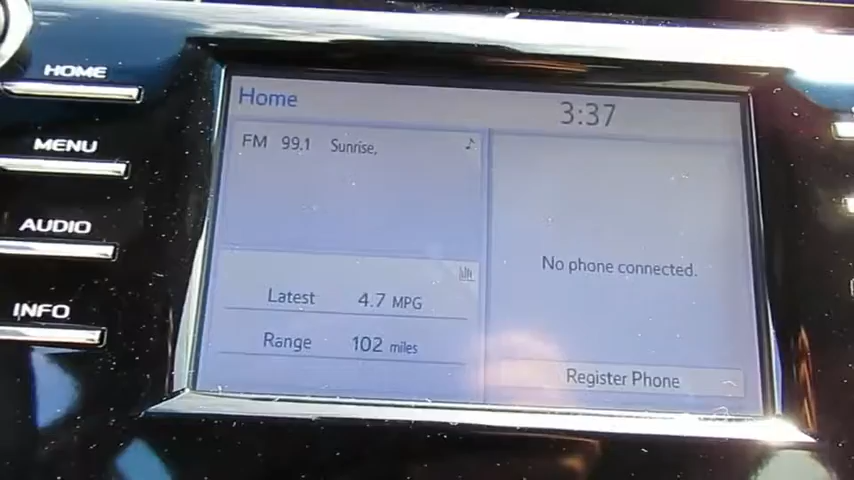 HOME
MENU
AUDIO
INFO
Home
3:37
FM 99.1 Sunrise,
Latest 4.7 MPG
Range 102 miles
No phone connected.
Register Phone